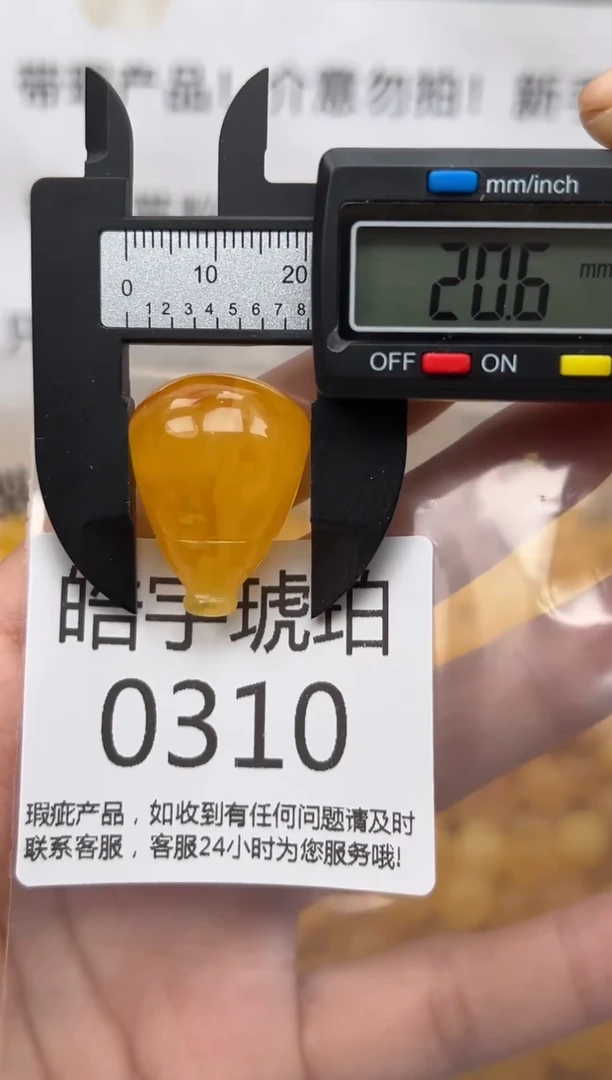 带瑕产品！介意勿拍！新手
mm/inch
20.6 mm
0 10 20
1 2 3 4 5 6 7 8
OFF ON
皓宇琥珀
0310
瑕疵产品，如收到有任何问题请及时
联系客服，客服24小时为您服务哦!